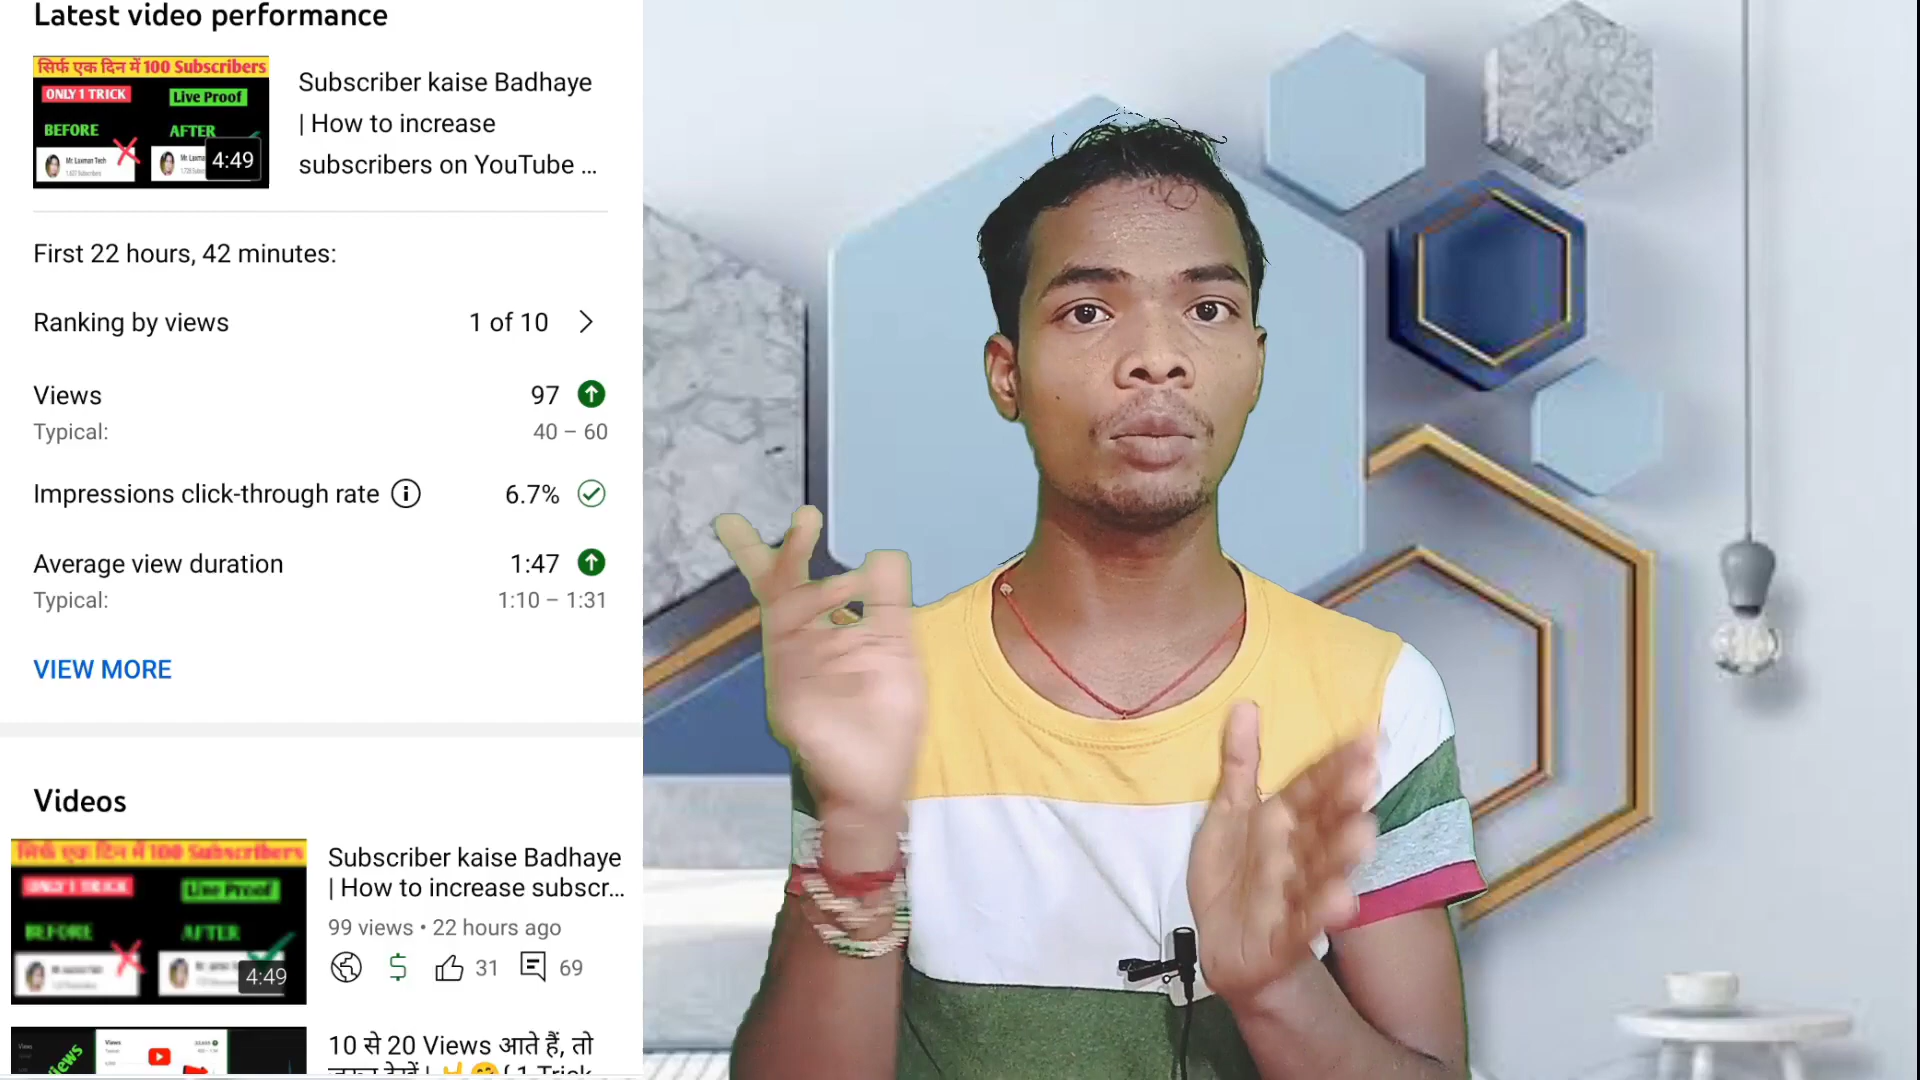 Latest video performance
सिर्फ एक दिन में 100 Subscribers
ONLY 1 TRICK
Live Proof
BEFORE
AFTER
Mr. Laxman Tech
4:49
Subscriber kaise Badhaye
| How to increase
subscribers on YouTube ...
First 22 hours, 42 minutes:
Ranking by views 1 of 10
Views 97
Typical: 40 – 60
Impressions click-through rate 6.7%
Average view duration 1:47
Typical: 1:10 – 1:31
VIEW MORE
Videos
सिर्फ एक दिन में 100 Subscribers
ONLY 1 TRICK
Live Proof
BEFORE
AFTER
4:49
Subscriber kaise Badhaye
| How to increase subscr...
99 views • 22 hours ago
31 69
Views
10 से 20 Views आते हैं, तो